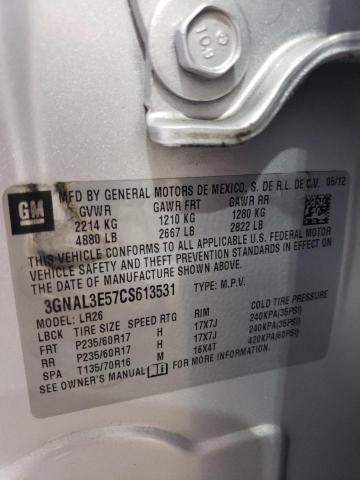 10.9
GM
MFD BY GENERAL MOTORS DE MEXICO, S. DE R.L. DE C.V. 05/12
GVWR GAWR FRT GAWR RR
2214 KG 1210 KG 1280 KG
4880 LB 2667 LB 2822 LB
THIS VEHICLE CONFORMS TO ALL APPLICABLE U.S. FEDERAL
VEHICLE SAFETY AND THEFT PREVENTION STANDARDS IN
EFFECT ON THE DATE OF MANUFACTURE SHOWN ABOVE.
3GNAL3E57CS613531 TYPE: M.P.V.
MODEL: LR26
LBCK TIRE SIZE SPEED RTG RIM COLD TIRE PRESSURE
FRT P235/60R17 H 17X7J 240KPA(35PSI)
RR P235/60R17 H 17X7J 240KPA(35PSI)
SPA T135/70R16 M 16X4T 420KPA(60PSI)
SEE OWNER'S MANUAL FOR MORE INFORMATION.